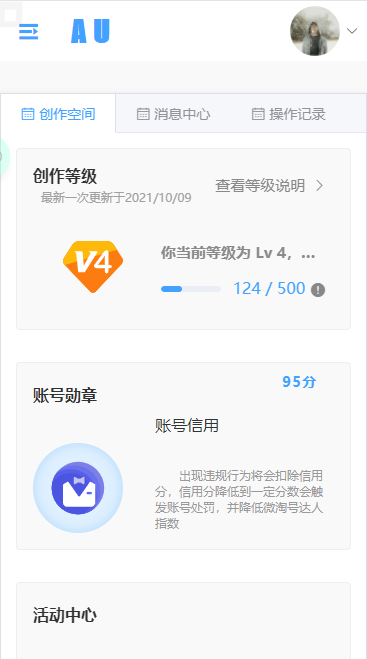 AU
创作空间 消息中心 操作记录
创作等级
查看等级说明
最新一次更新于2021/10/09
V4
你当前等级为 Lv 4，...
124 / 500
95分
账号勋章
账号信用
出现违规行为将会扣除信用
分，信用分降低到一定分数会触
发账号处罚，并降低微淘号达人
指数
活动中心